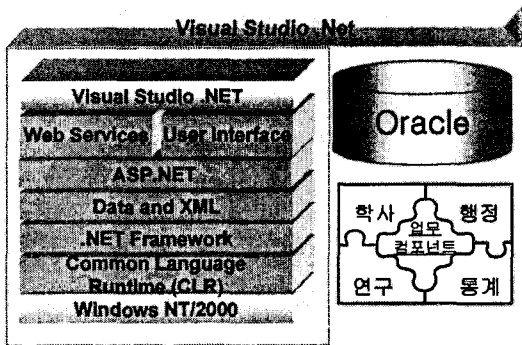 Visual Studio .Net
Visual Studio .NET
Web Services User Interface
ASP.NET
Data and XML
.NET Framework
Common Language
Runtime (CLR)
Windows NT/2000
Oracle
학사 행정
업무
컴포넌트
연구 통계